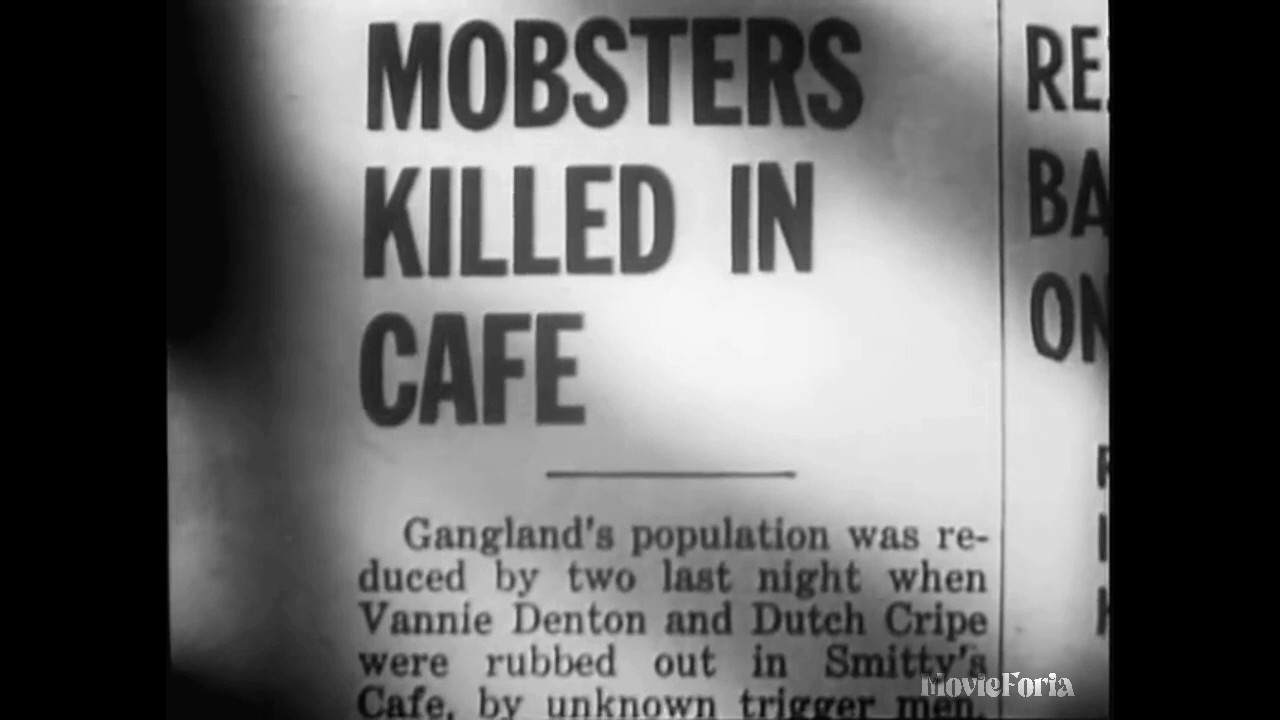 MOBSTERS
KILLED IN
CAFE
Gangland's population was re-
duced by two last night when
Vannie Denton and Dutch Cripe
were rubbed out in Smitty's
Cafe, by unknown trigger men.
BA
ON
MovieForia